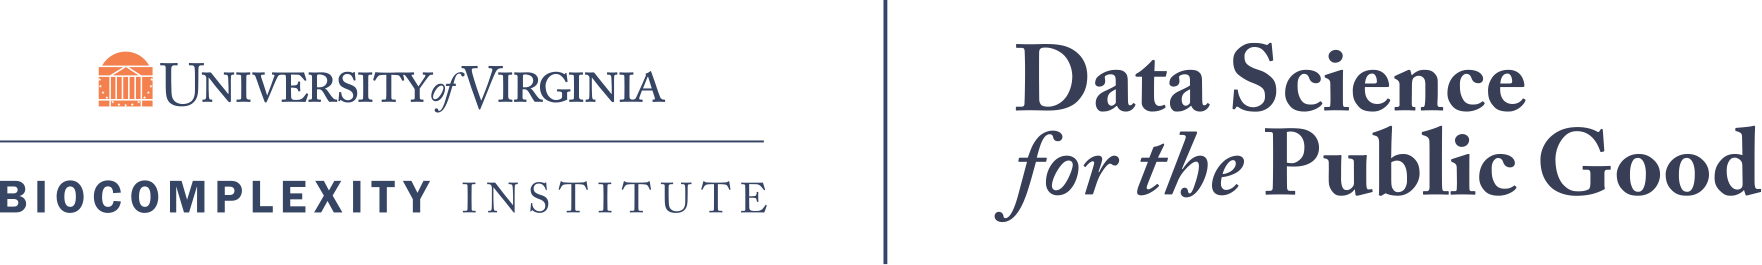 UNIVERSITY of VIRGINIA
BIOCOMPLEXITY INSTITUTE
Data Science
for the Public Good